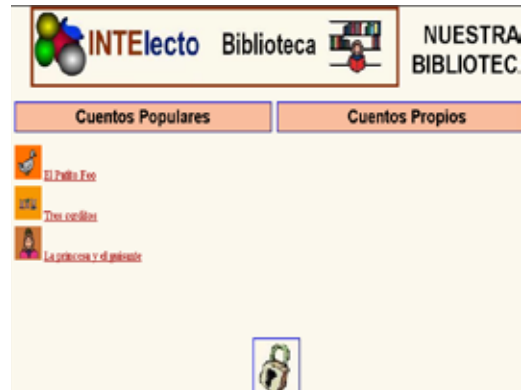 INTElecto Biblioteca
NUESTRA
BIBLIOTEC
Cuentos Populares
Cuentos Propios
El Patito Feo
Tres cerditos
La princesa y el guisante